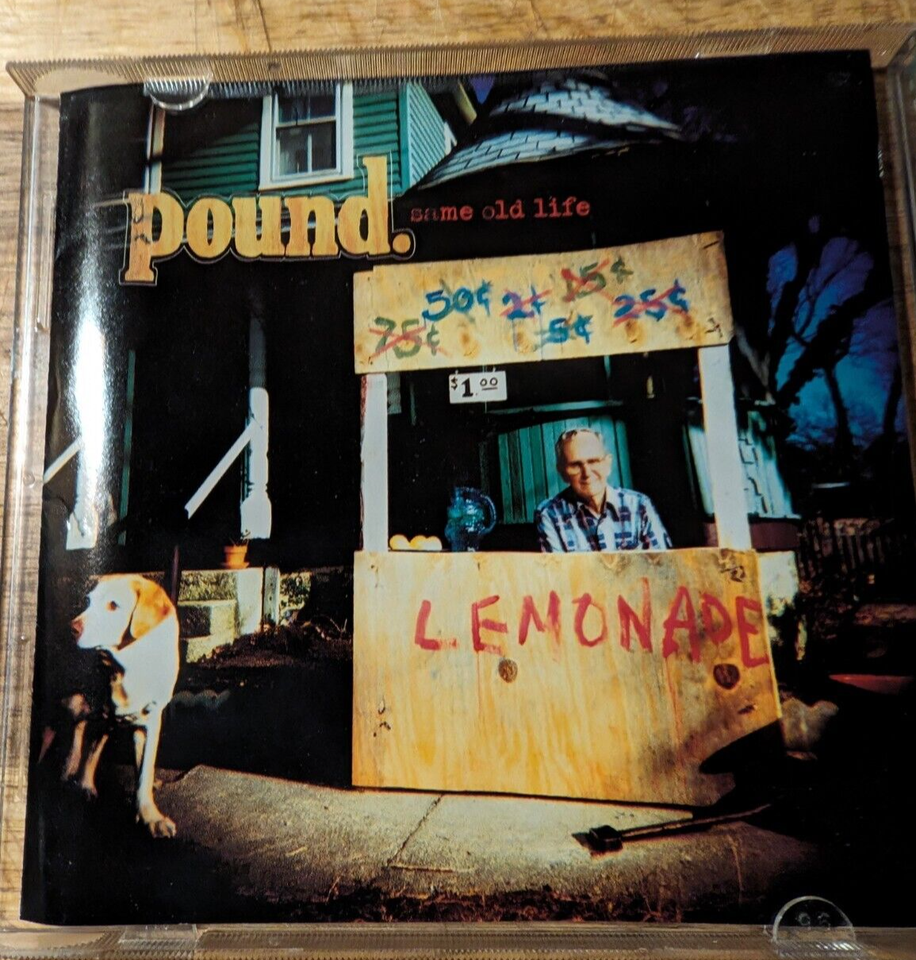 pound.
same old life
15¢
50¢ 2¢ 25¢
75¢ 5¢
$1.00
LEMONADE